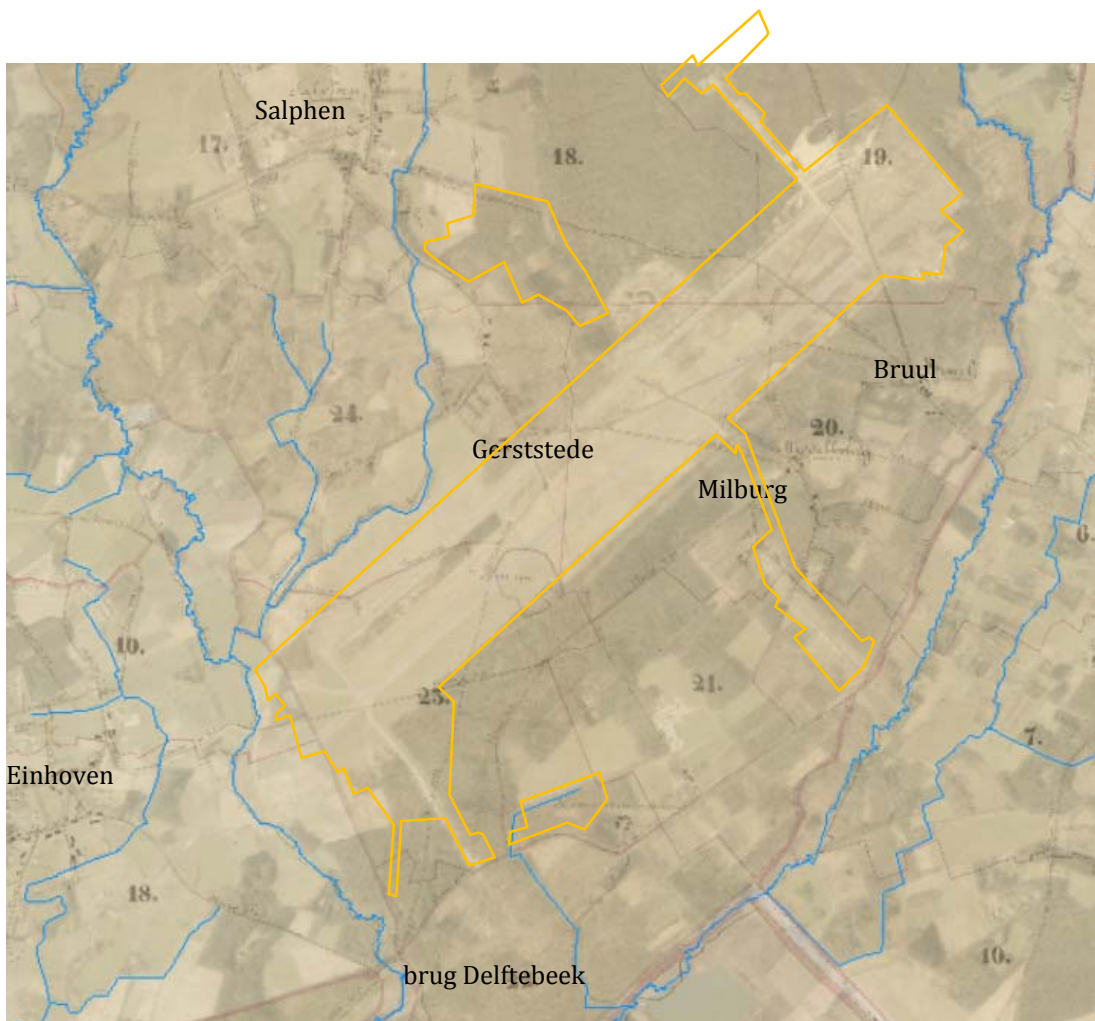 Salphen
17.
18.
19.
Bruul
24.
Gerststede
20.
Milburg
6.
10.
23.
21.
7.
Einhoven
18.
10.
brug Delftebeek